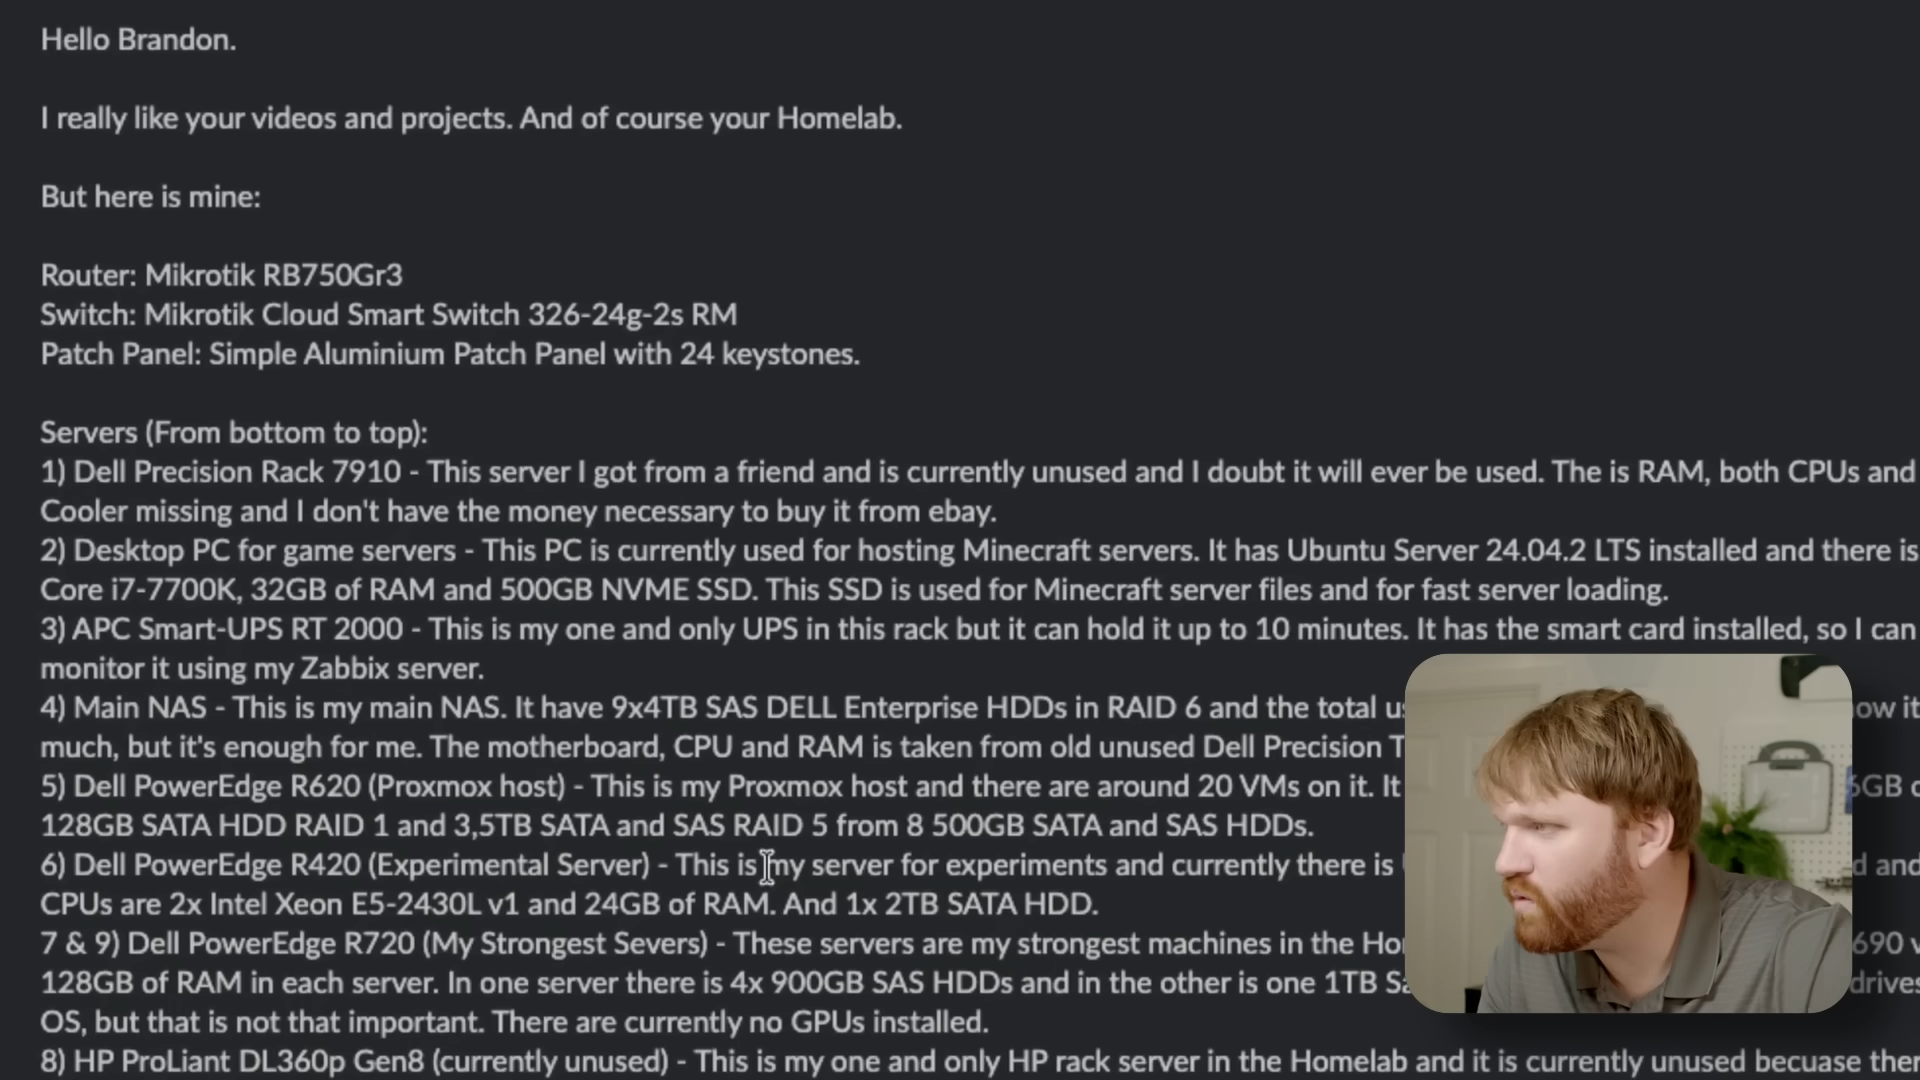 Hello Brandon.
I really like your videos and projects. And of course your Homelab.
But here is mine:
Router: Mikrotik RB750Gr3
Switch: Mikrotik Cloud Smart Switch 326-24g-2s RM
Patch Panel: Simple Aluminium Patch Panel with 24 keystones.
Servers (From bottom to top):
1) Dell Precision Rack 7910 - This server I got from a friend and is currently unused and I doubt it will ever be used. The is RAM, both CPUs and
Cooler missing and I don't have the money necessary to buy it from ebay.
2) Desktop PC for game servers - This PC is currently used for hosting Minecraft servers. It has Ubuntu Server 24.04.2 LTS installed and there is
Core i7-7700K, 32GB of RAM and 500GB NVME SSD. This SSD is used for Minecraft server files and for fast server loading.
3) APC Smart-UPS RT 2000 - This is my one and only UPS in this rack but it can hold it up to 10 minutes. It has the smart card installed, so I can
monitor it using my Zabbix server.
4) Main NAS - This is my main NAS. It have 9x4TB SAS DELL Enterprise HDDs in RAID 6 and the total it
much, but it's enough for me. The motherboard, CPU and RAM is taken from old unused Dell Precision
5) Dell PowerEdge R620 (Proxmox host) - This is my Proxmox host and there are around 20 VMs on it. It
128GB SATA HDD RAID 1 and 3,5TB SATA and SAS RAID 5 from 8 500GB SATA and SAS HDDs.
6) Dell PowerEdge R420 (Experimental Server) - This is my server for experiments and currently there is and
CPUs are 2x Intel Xeon E5-2430L v1 and 24GB of RAM. And 1x 2TB SATA HDD.
7 & 9) Dell PowerEdge R720 (My Strongest Severs) - These servers are my strongest machines in the
128GB of RAM in each server. In one server there is 4x 900GB SAS HDDs and in the other is one 1TB drives
OS, but that is not that important. There are currently no GPUs installed.
8) HP ProLiant DL360p Gen8 (currently unused) - This is my one and only HP rack server in the Homelab and it is currently unused becuase